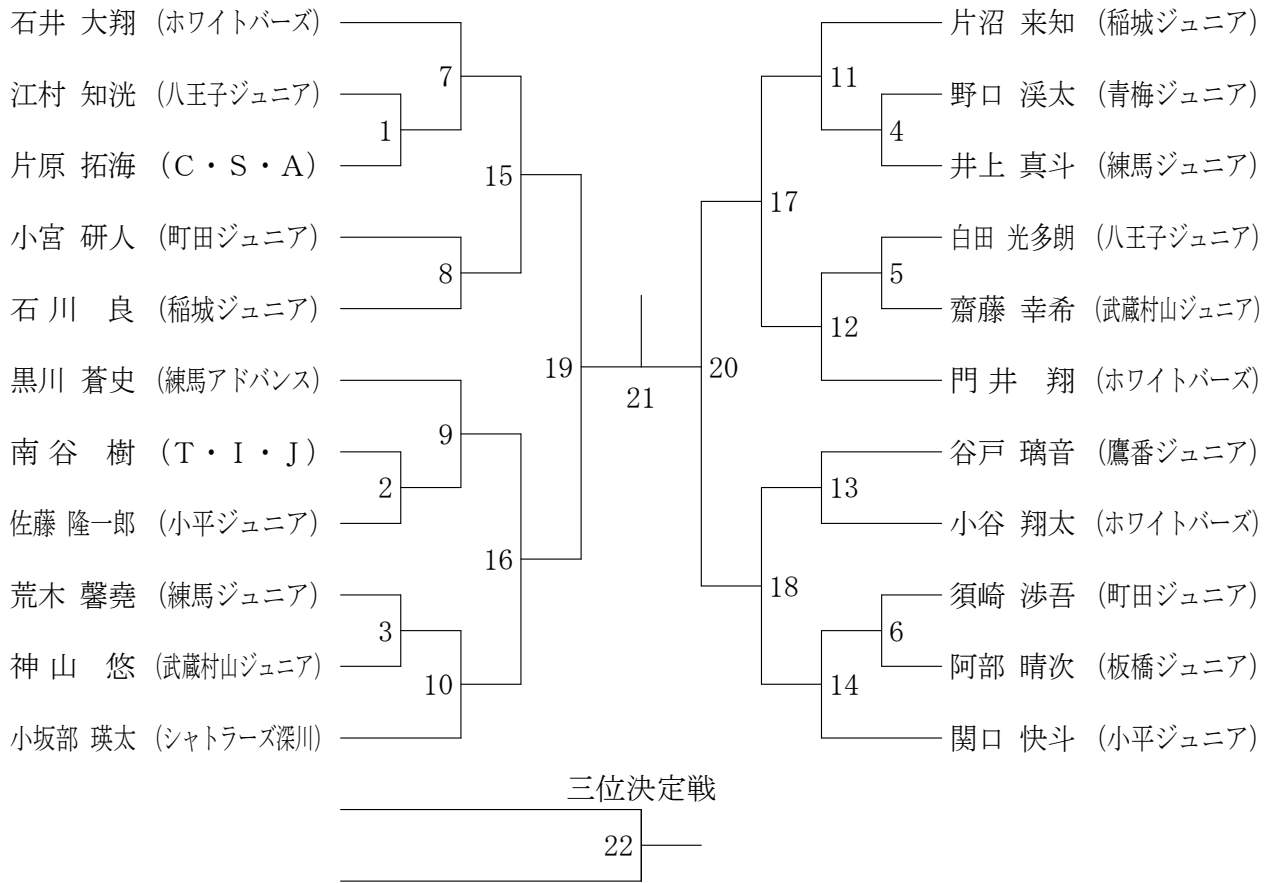 石井 大翔 (ホワイトバーズ)
江村 知洸 (八王子ジュニア)
片原 拓海 (C・S・A)
小宮 研人 (町田ジュニア)
石川 良 (稲城ジュニア)
黒川 蒼史 (練馬アドバンス)
南谷 樹 (T・I・J)
佐藤 隆一郎 (小平ジュニア)
荒木 馨堯 (練馬ジュニア)
神山 悠 (武蔵村山ジュニア)
小坂部 瑛太 (シャトラーズ深川)
1
2
3
7
8
9
10
15
16
19
21
20
17
18
11
12
13
14
4
5
6
片沼 来知 (稲城ジュニア)
野口 渓太 (青梅ジュニア)
井上 真斗 (練馬ジュニア)
白田 光多朗 (八王子ジュニア)
齋藤 幸希 (武蔵村山ジュニア)
門井 翔 (ホワイトバーズ)
谷戸 璃音 (鷹番ジュニア)
小谷 翔太 (ホワイトバーズ)
須崎 渉吾 (町田ジュニア)
阿部 晴次 (板橋ジュニア)
関口 快斗 (小平ジュニア)
三位決定戦
22